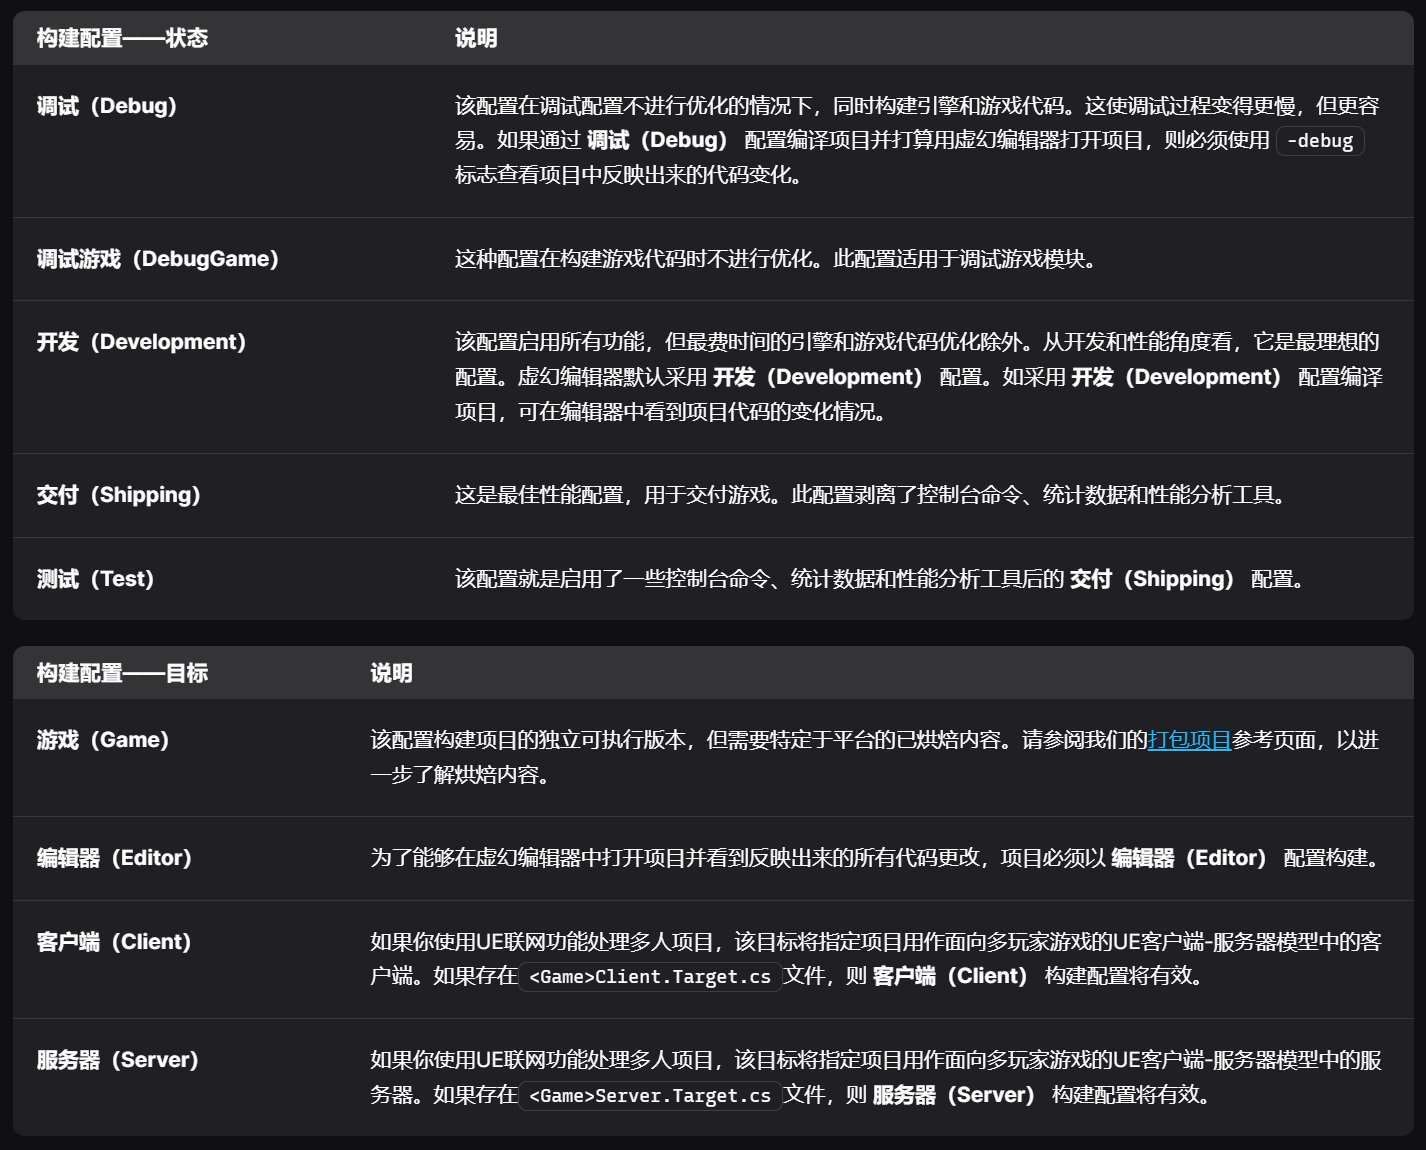 构建配置——状态 说明
调试（Debug） 该配置在调试配置不进行优化的情况下，同时构建引擎和游戏代码。这使调试过程变得更慢，但更容
易。如果通过 调试（Debug） 配置编译项目并打算用虚幻编辑器打开项目，则必须使用 -debug
标志查看项目中反映出来的代码变化。
调试游戏（DebugGame） 这种配置在构建游戏代码时不进行优化。此配置适用于调试游戏模块。
开发（Development） 该配置启用所有功能，但最费时间的引擎和游戏代码优化除外。从开发和性能角度看，它是最理想的
配置。虚幻编辑器默认采用 开发（Development） 配置。如采用 开发（Development） 配置编译
项目，可在编辑器中看到项目代码的变化情况。
交付（Shipping） 这是最佳性能配置，用于交付游戏。此配置剥离了控制台命令、统计数据和性能分析工具。
测试（Test） 该配置就是启用了一些控制台命令、统计数据和性能分析工具后的 交付（Shipping） 配置。
构建配置——目标 说明
游戏（Game） 该配置构建项目的独立可执行版本，但需要特定于平台的已烘焙内容。请参阅我们的打包项目参考页面，以进
一步了解烘焙内容。
编辑器（Editor） 为了能够在虚幻编辑器中打开项目并看到反映出来的所有代码更改，项目必须以 编辑器（Editor） 配置构建。
客户端（Client） 如果你使用UE联网功能处理多人项目，该目标将指定项目用作面向多玩家游戏的UE客户端-服务器模型中的客
户端。如果存在 <Game>Client.Target.cs 文件，则 客户端（Client） 构建配置将有效。
服务器（Server） 如果你使用UE联网功能处理多人项目，该目标将指定项目用作面向多玩家游戏的UE客户端-服务器模型中的服
务器。如果存在 <Game>Server.Target.cs 文件，则 服务器（Server） 构建配置将有效。